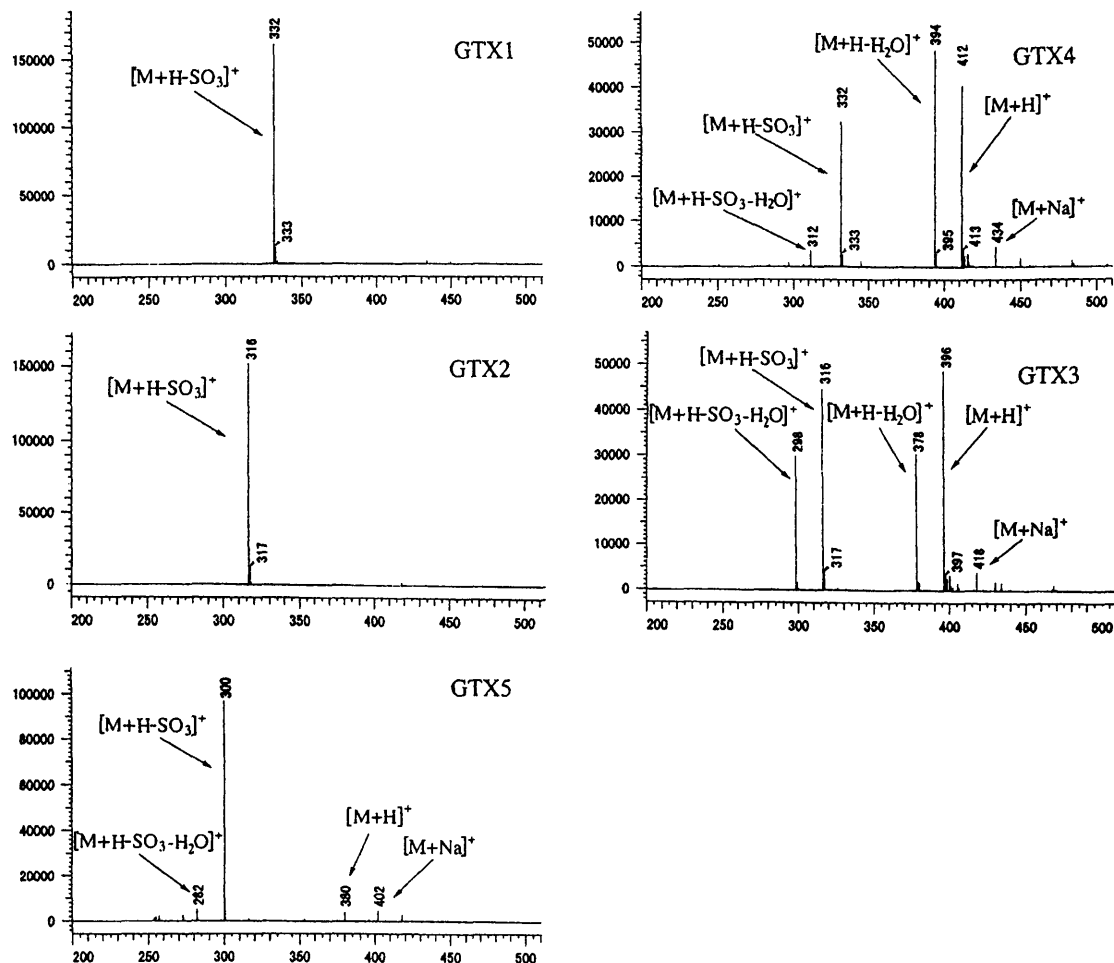 GTX1
332
[M+H-SO₃]⁺
333
150000
100000
50000
0
200 250 300 350 400 450 500
GTX4
394
412
332
[M+H-H₂O]⁺
[M+H]⁺
[M+H-SO₃]⁺
[M+H-SO₃-H₂O]⁺
[M+Na]⁺
312
333
395
413
434
50000
40000
30000
20000
10000
0
200 250 300 350 400 450 500
GTX2
316
[M+H-SO₃]⁺
317
150000
100000
50000
0
200 250 300 350 400 450 500
GTX3
[M+H-SO₃]⁺
316
396
[M+H-SO₃-H₂O]⁺
[M+H-H₂O]⁺
[M+H]⁺
298
378
[M+Na]⁺
317
397
418
50000
40000
30000
20000
10000
0
200 250 300 350 400 450 500
GTX5
300
[M+H-SO₃]⁺
[M+H]⁺
[M+H-SO₃-H₂O]⁺
[M+Na]⁺
282
380
402
100000
80000
60000
40000
20000
0
200 250 300 350 400 450 500